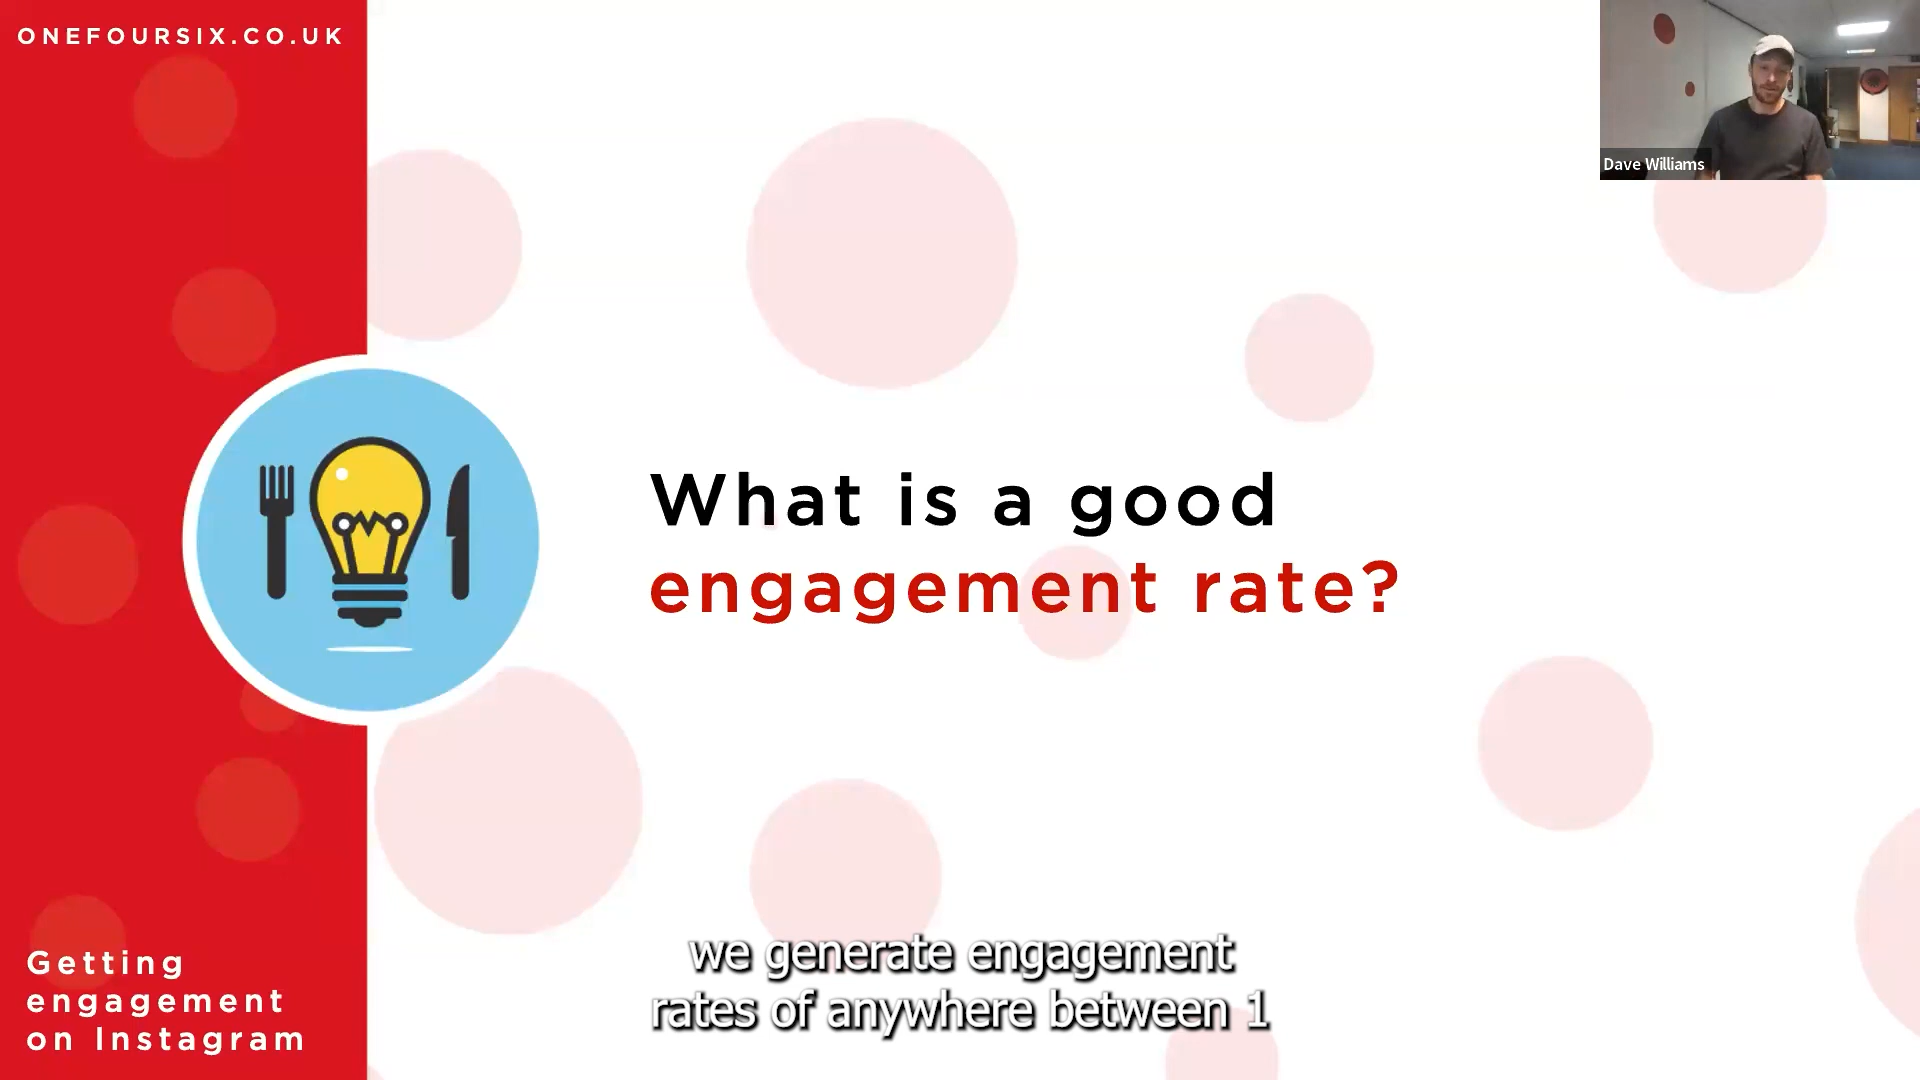 ONEFOURSIX.CO.UK
Dave Williams
What is a good
engagement rate?
we generate engagement
rates of anywhere between 1
Getting
engagement
on Instagram